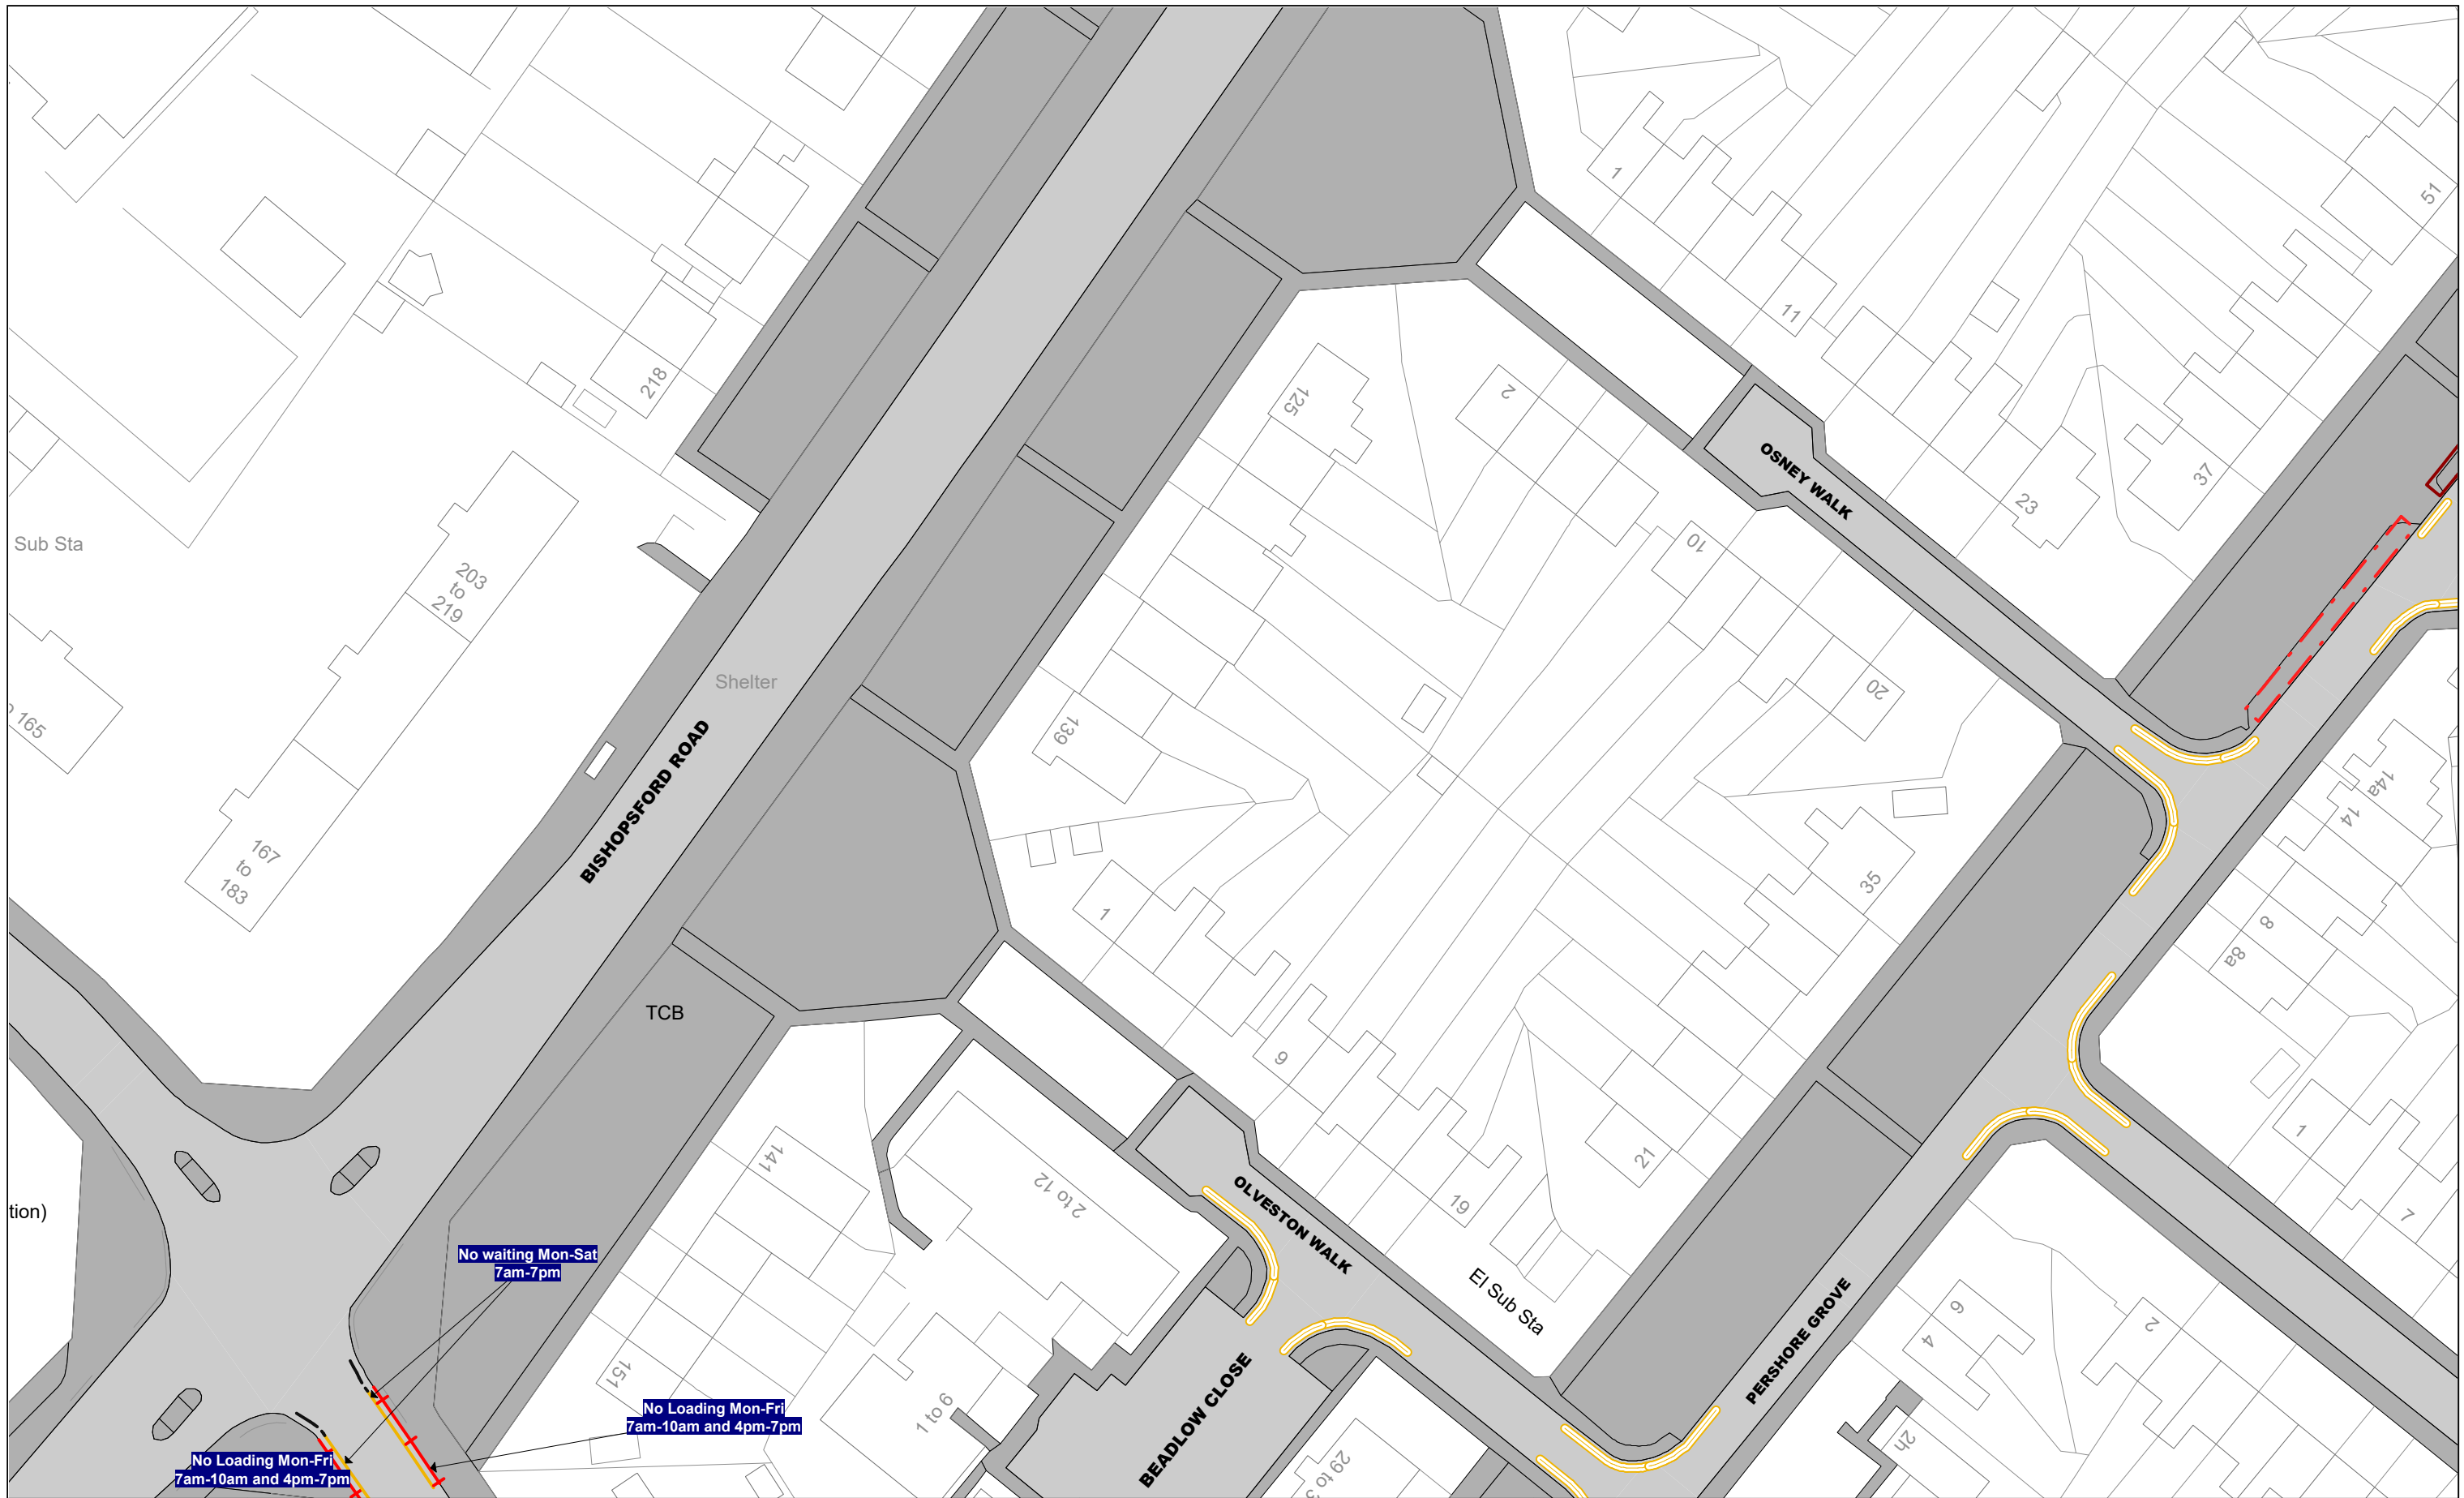 1
51
11
218
125
2
OSNEY WALK
37
23
Sub Sta
203
to
219
10
Shelter
20
165
139
BISHOPSFORD ROAD
14a
14
167
to
183
1
35
8
8a
TCB
9
1
141
2 to 12
21
19
7
tion)
OLVESTON WALK
No waiting Mon-Sat
7am-7pm
El Sub Sta
PERSHORE GROVE
6
4
2
151
1 to 9
BEADLOW CLOSE
No Loading Mon-Fri
7am-10am and 4pm-7pm
2h
No Loading Mon-Fri
7am-10am and 4pm-7pm
29 to